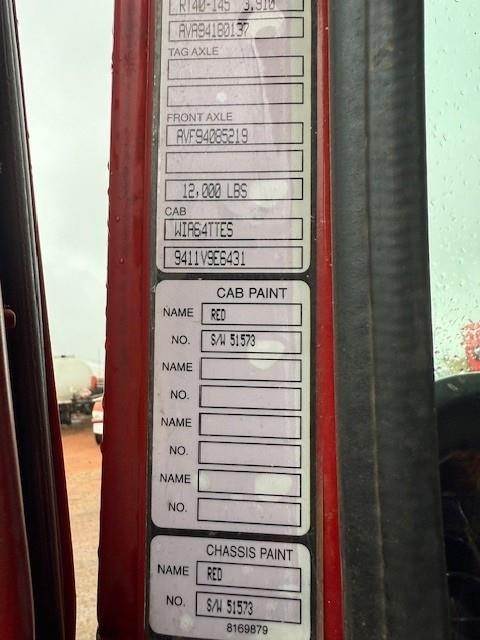 RT40-145 3.910
AVA94180137
TAG AXLE
FRONT AXLE
AVF94085219
12,000 LBS
CAB
WIA64TTES
9411V9E6431
CAB PAINT
NAME RED
NO. S/W 51573
NAME
NO.
NAME
NO.
NAME
NO.
CHASSIS PAINT
NAME RED
NO. S/W 51573
8169879